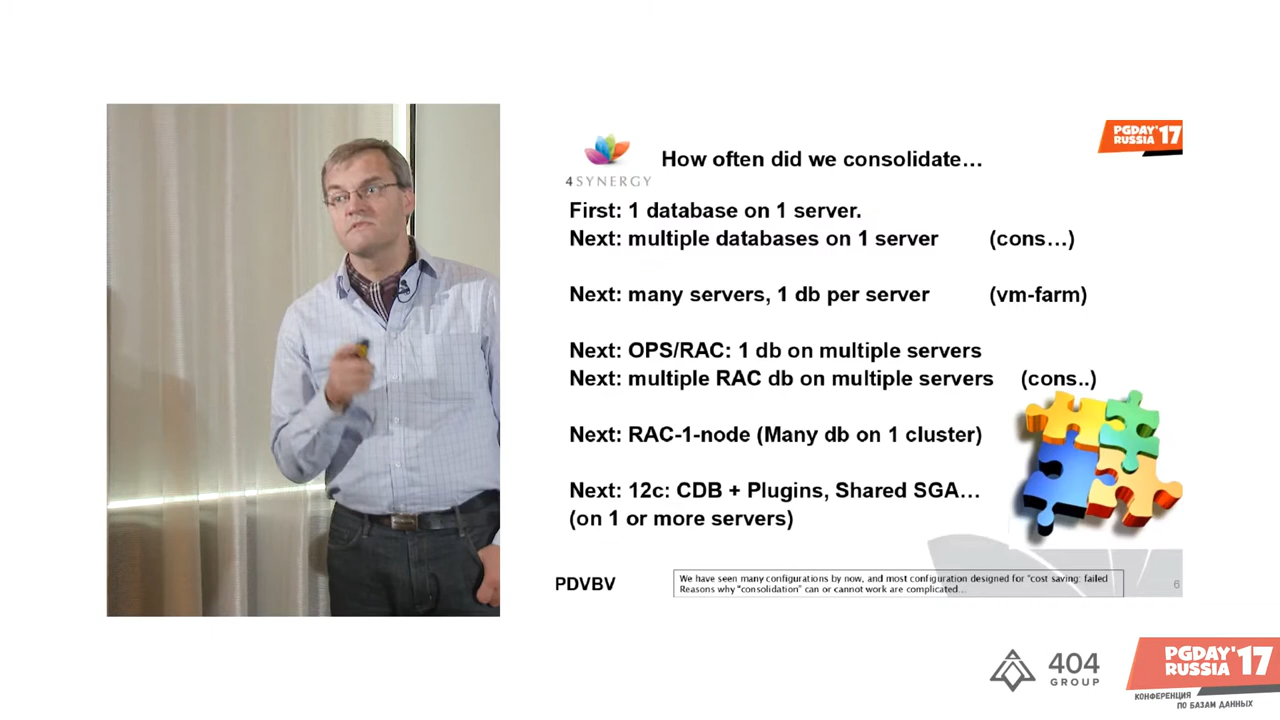 PGDAY'17
RUSSIA
4SYNERGY
How often did we consolidate…
First: 1 database on 1 server.
Next: multiple databases on 1 server (cons…)
Next: many servers, 1 db per server (vm-farm)
Next: OPS/RAC: 1 db on multiple servers
Next: multiple RAC db on multiple servers (cons..)
Next: RAC-1-node (Many db on 1 cluster)
Next: 12c: CDB + Plugins, Shared SGA…
(on 1 or more servers)
PDVBV
We have seen many configurations by now, and most configuration designed for "cost saving: failed
Reasons why "consolidation" can or cannot work are complicated…
6
404
GROUP
PGDAY'17
RUSSIA
КОНФЕРЕНЦИЯ
ПО БАЗАМ ДАННЫХ